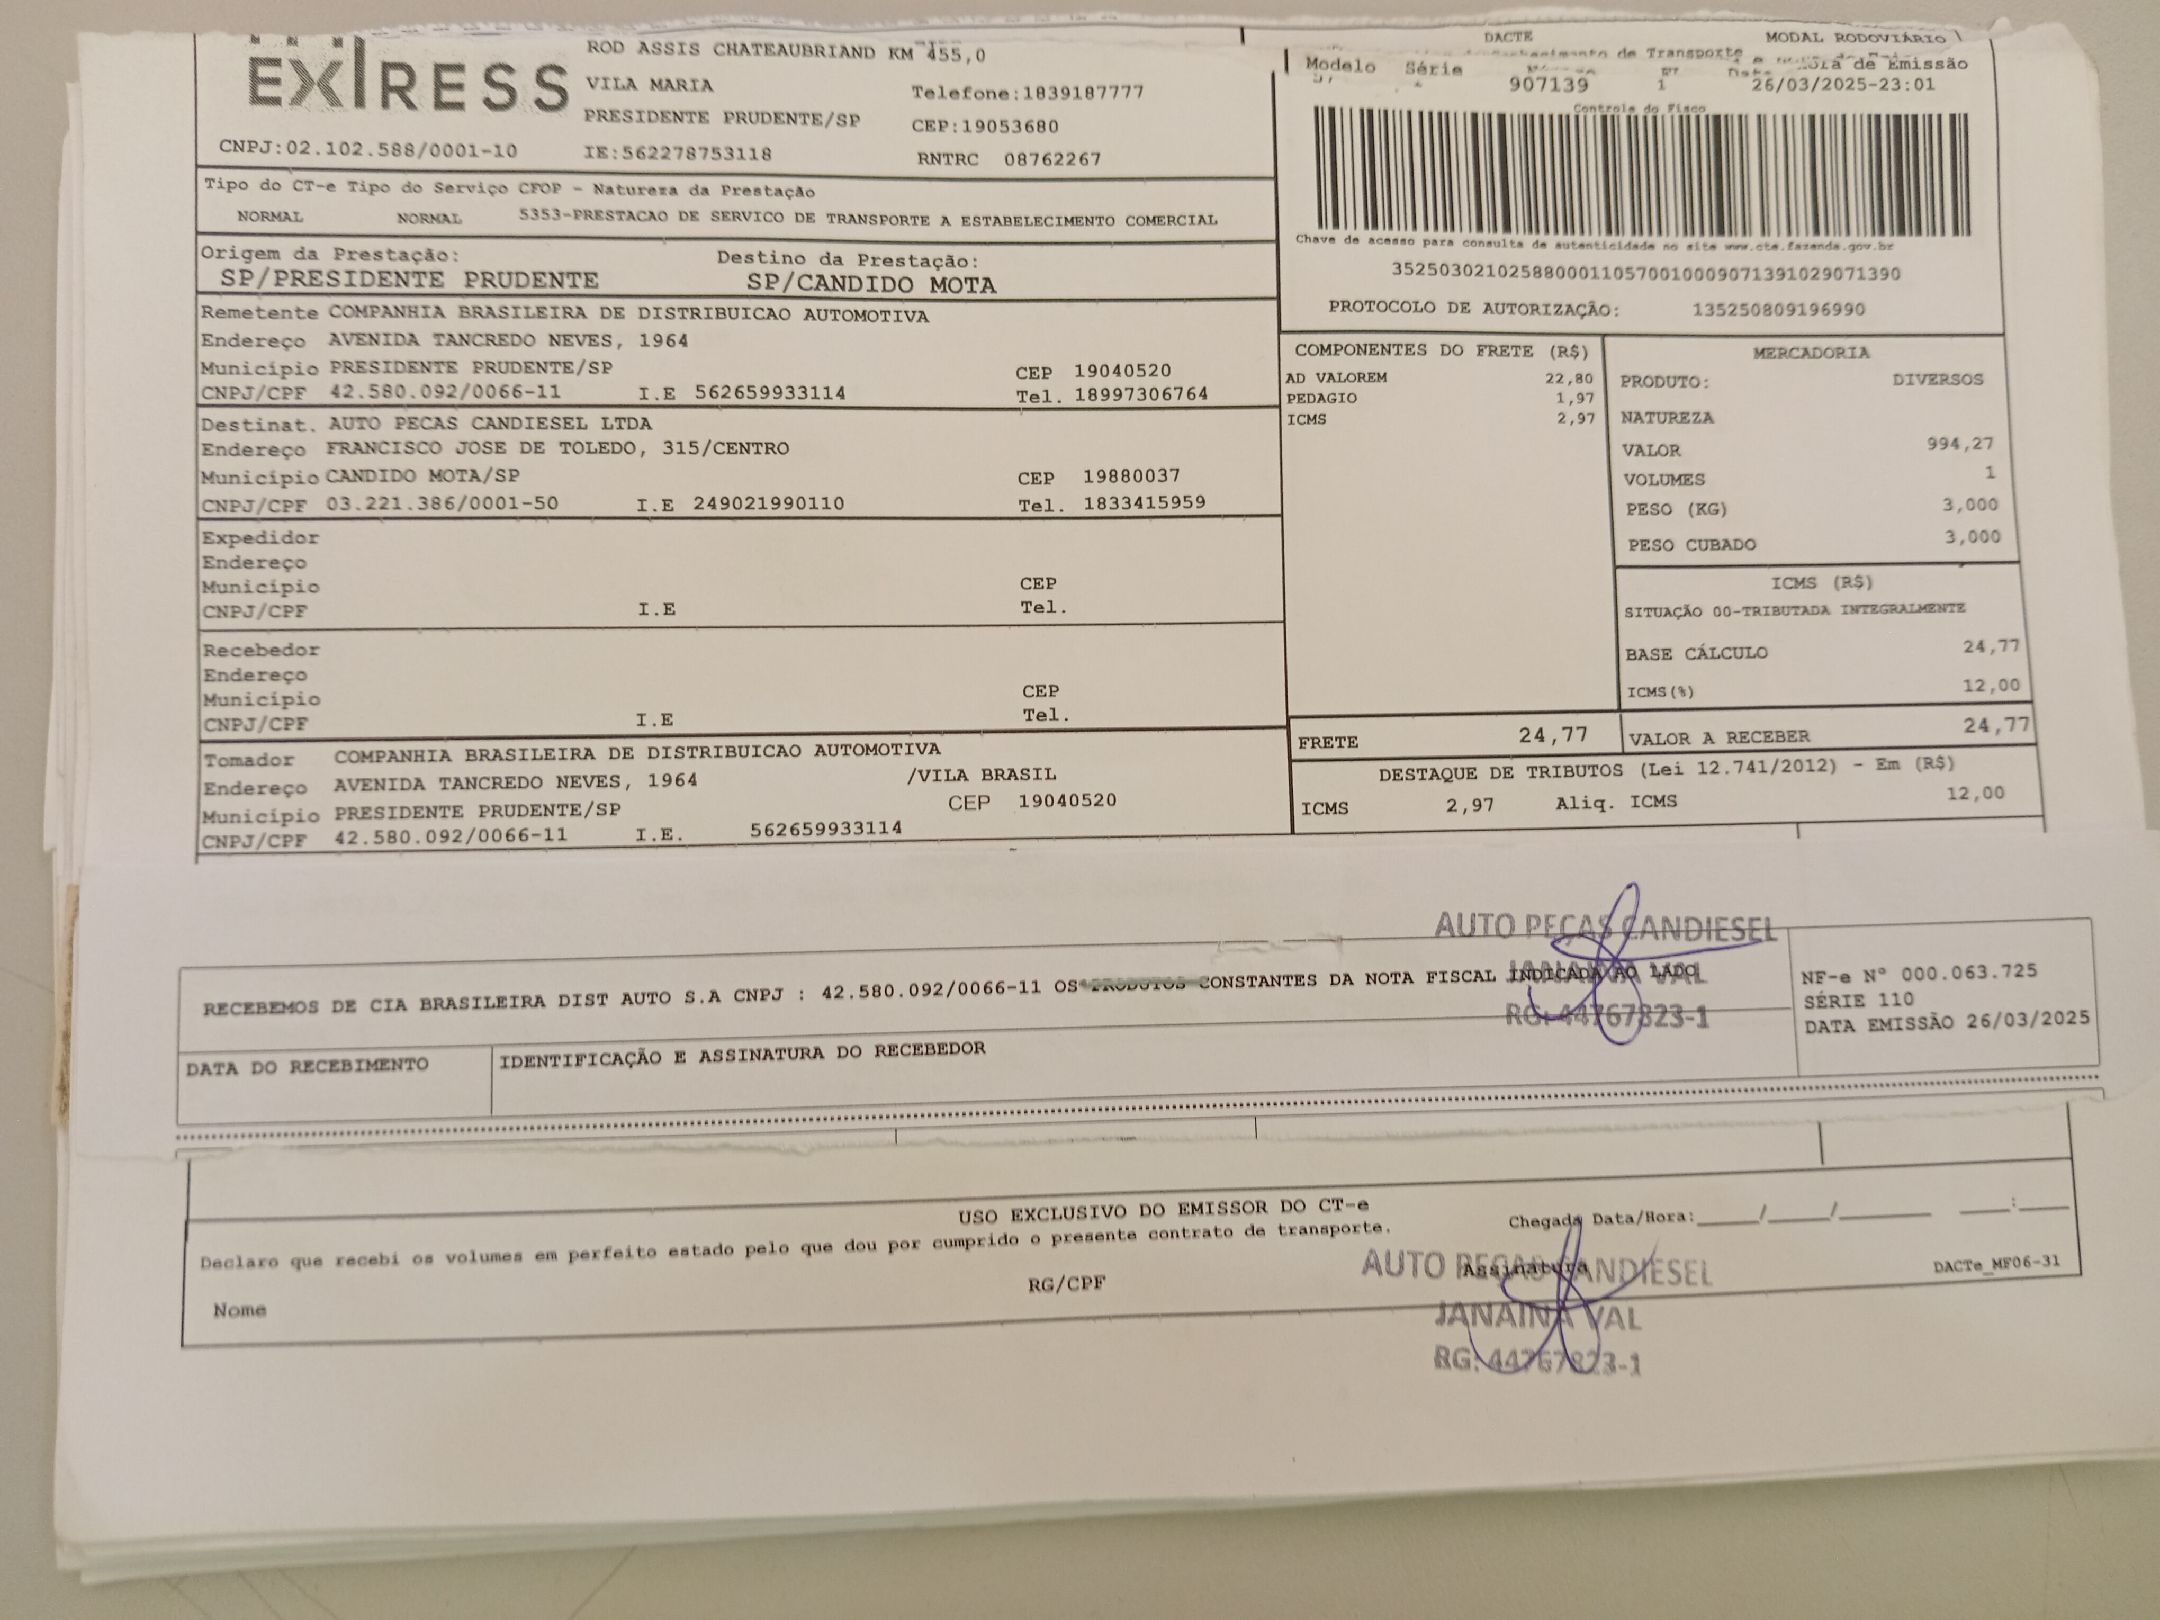 EXPRESS
ROD ASSIS CHATEAUBRIAND KM 455,0
VILA MARIA
Telefone:1839187777
PRESIDENTE PRUDENTE/SP
CEP:19053680
CNPJ:02.102.588/0001-10
IE:562278753118
RNTRC 08762267
DACTE
MODAL RODOVIÁRIO
de Transporte
Modelo Série
de Emissão
907139 1 26/03/2025-23:01
Controle do Fisco
Chave de acesso para consulta de autenticidade no site www.cte.fazenda.gov.br
35250302102588000110570010009071391029071390
PROTOCOLO DE AUTORIZAÇÃO: 135250809196990
Tipo do CT-e Tipo do Serviço CFOP - Natureza da Prestação
NORMAL NORMAL 5353-PRESTACAO DE SERVICO DE TRANSPORTE A ESTABELECIMENTO COMERCIAL
Origem da Prestação: Destino da Prestação:
SP/PRESIDENTE PRUDENTE SP/CANDIDO MOTA
Remetente COMPANHIA BRASILEIRA DE DISTRIBUICAO AUTOMOTIVA
Endereço AVENIDA TANCREDO NEVES, 1964
Município PRESIDENTE PRUDENTE/SP CEP 19040520
CNPJ/CPF 42.580.092/0066-11 I.E 562659933114 Tel. 18997306764
Destinat. AUTO PECAS CANDIESEL LTDA
Endereço FRANCISCO JOSE DE TOLEDO, 315/CENTRO
Município CANDIDO MOTA/SP CEP 19880037
CNPJ/CPF 03.221.386/0001-50 I.E 249021990110 Tel. 1833415959
Expedidor
Endereço
Município CEP
CNPJ/CPF I.E Tel.
Recebedor
Endereço
Município CEP
CNPJ/CPF I.E Tel.
Tomador COMPANHIA BRASILEIRA DE DISTRIBUICAO AUTOMOTIVA
Endereço AVENIDA TANCREDO NEVES, 1964 /VILA BRASIL
Município PRESIDENTE PRUDENTE/SP CEP 19040520
CNPJ/CPF 42.580.092/0066-11 I.E. 562659933114
COMPONENTES DO FRETE (R$)
AD VALOREM 22,80
PEDAGIO 1,97
ICMS 2,97
MERCADORIA
PRODUTO: DIVERSOS
NATUREZA
VALOR 994,27
VOLUMES 1
PESO (KG) 3,000
PESO CUBADO 3,000
ICMS (R$)
SITUAÇÃO 00-TRIBUTADA INTEGRALMENTE
BASE CÁLCULO 24,77
ICMS(%) 12,00
FRETE 24,77 VALOR A RECEBER 24,77
DESTAQUE DE TRIBUTOS (Lei 12.741/2012) - Em (R$)
ICMS 2,97 Aliq. ICMS 12,00
AUTO PEÇAS CANDIESEL
JANAINA VAL
RG: 44767823-1
RECEBEMOS DE CIA BRASILEIRA DIST AUTO S.A CNPJ : 42.580.092/0066-11 OS PRODUTOS CONSTANTES DA NOTA FISCAL INDICADA AO LADO
NF-e Nº 000.063.725
SÉRIE 110
DATA EMISSÃO 26/03/2025
DATA DO RECEBIMENTO IDENTIFICAÇÃO E ASSINATURA DO RECEBEDOR
USO EXCLUSIVO DO EMISSOR DO CT-e
Declaro que recebi os volumes em perfeito estado pelo que dou por cumprido o presente contrato de transporte.
Chegada Data/Hora:____/____/______ ___:___
Nome RG/CPF Assinatura DACTe_MF06-31
AUTO PEÇAS CANDIESEL
JANAINA VAL
RG: 44767823-1